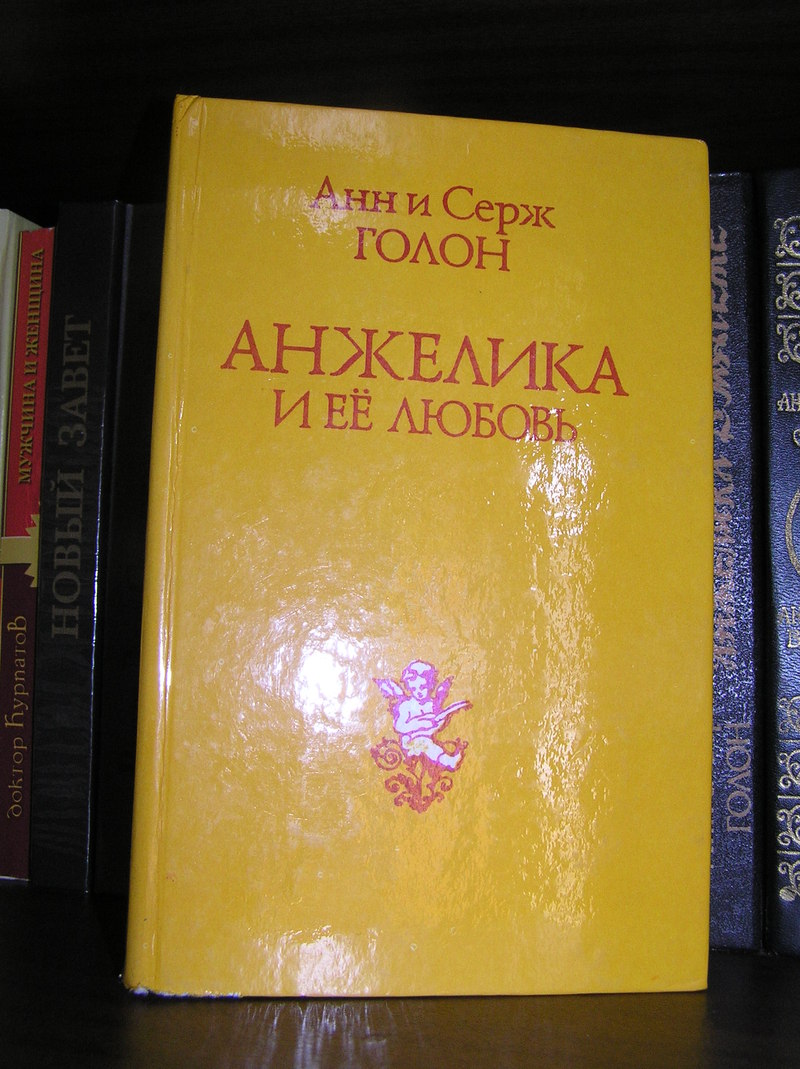 Анн и Серж
ГОЛОН
АНЖЕЛИКА
И ЕЁ ЛЮБОВЬ
МУЖЧИНА И ЖЕНЩИНА
доктор Курпатов
НОВЫЙ ЗАВЕТ
ГОЛОН